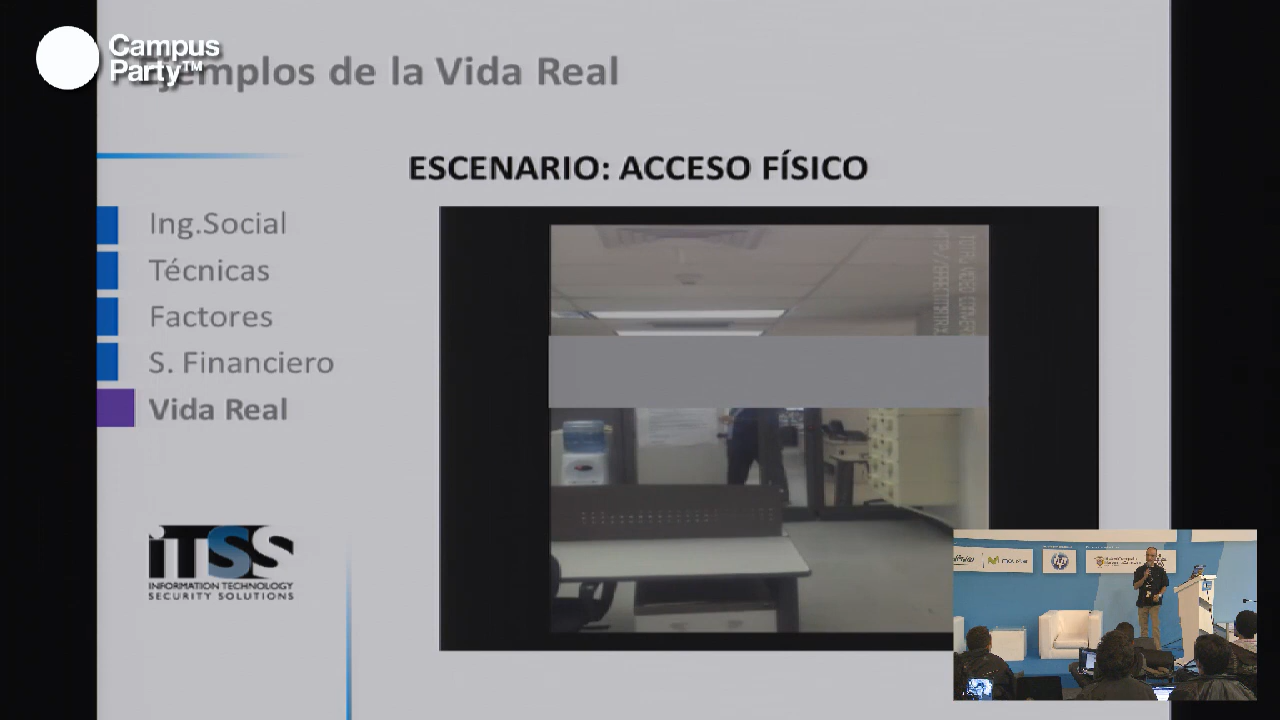 Campus
Party™
Ejemplos de la Vida Real
ESCENARIO: ACCESO FÍSICO
Ing.Social
Técnicas
Factores
S. Financiero
Vida Real
iTSS
INFORMATION TECHNOLOGY
SECURITY SOLUTIONS
hp